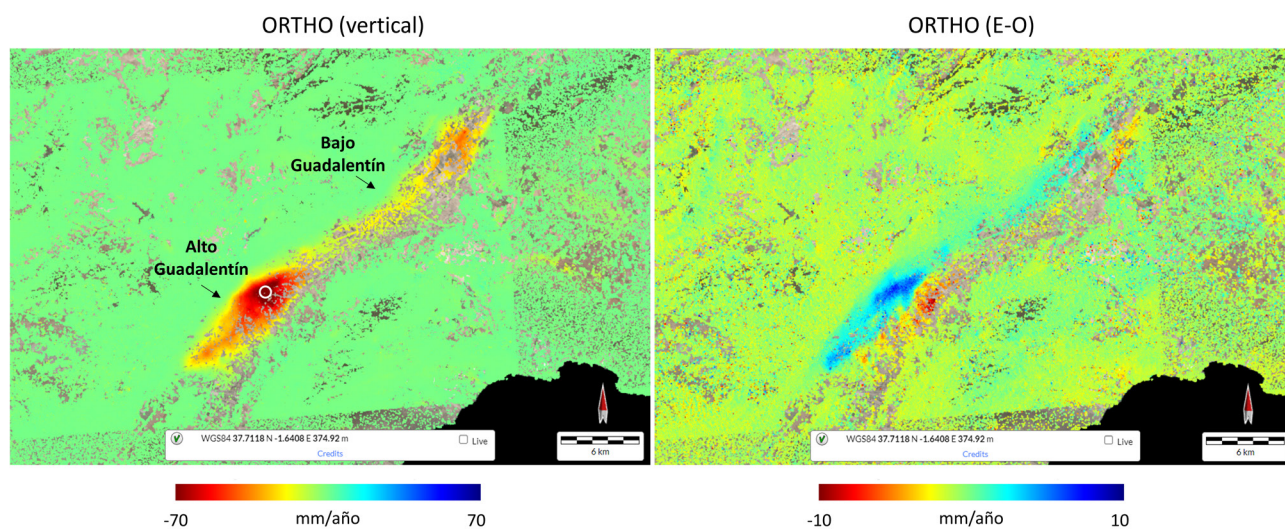 ORTHO (vertical)
ORTHO (E-O)
Bajo
Guadalentín
Alto
Guadalentín
WGS84 37.7118 N -1.6408 E 374.92 m
Live
Credits
6 km
WGS84 37.7118 N -1.6408 E 374.92 m
Live
Credits
6 km
-70
mm/año
70
-10
mm/año
10